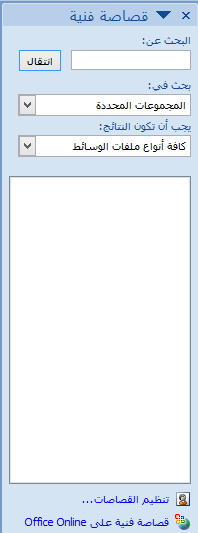 قصاصة فنية
البحث عن:
انتقال
بحث في:
المجموعات المحددة
يجب أن تكون النتائج:
كافة أنواع ملفات الوسائط
تنظيم القصاصات...
قصاصة فنية على Office Online